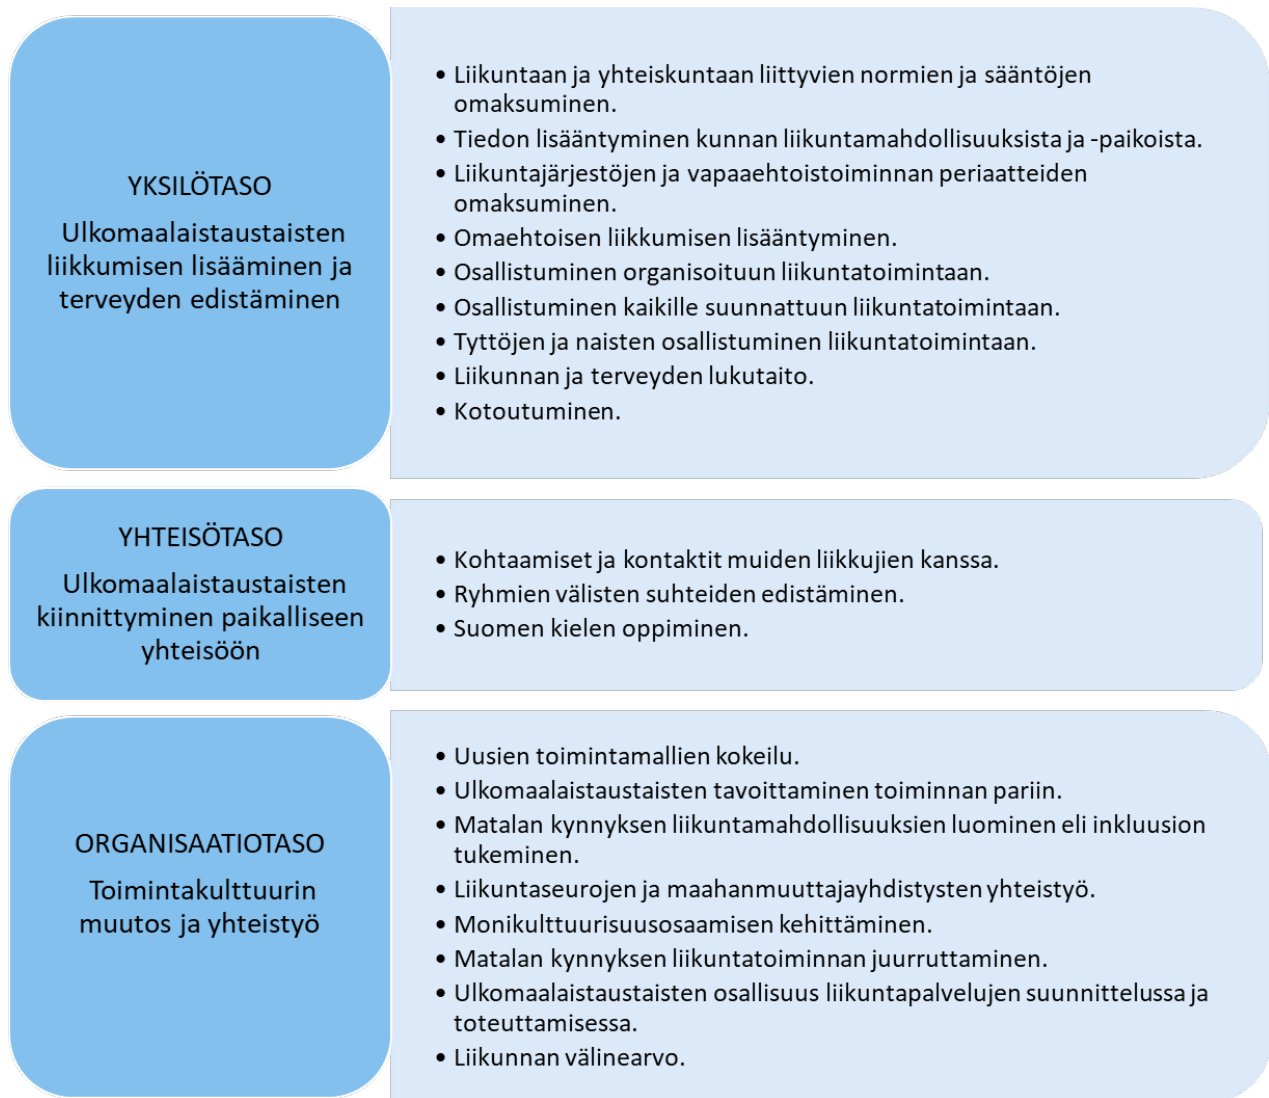 YKSILÖTASO
Ulkomaalaistaustaisten
liikkumisen lisääminen ja
terveyden edistäminen
• Liikuntaan ja yhteiskuntaan liittyvien normien ja sääntöjen
omaksuminen.
• Tiedon lisääntyminen kunnan liikuntamahdollisuuksista ja -paikoista.
• Liikuntajärjestöjen ja vapaaehtoistoiminnan periaatteiden
omaksuminen.
• Omaehtoisen liikkumisen lisääntyminen.
• Osallistuminen organisoituun liikuntatoimintaan.
• Osallistuminen kaikille suunnattuun liikuntatoimintaan.
• Tyttöjen ja naisten osallistuminen liikuntatoimintaan.
• Liikunnan ja terveyden lukutaito.
• Kotoutuminen.
YHTEISÖTASO
Ulkomaalaistaustaisten
kiinnittyminen paikalliseen
yhteisöön
• Kohtaamiset ja kontaktit muiden liikkujien kanssa.
• Ryhmien välisten suhteiden edistäminen.
• Suomen kielen oppiminen.
ORGANISAATIOTASO
Toimintakulttuurin
muutos ja yhteistyö
• Uusien toimintamallien kokeilu.
• Ulkomaalaistaustaisten tavoittaminen toiminnan pariin.
• Matalan kynnyksen liikuntamahdollisuuksien luominen eli inkluusion
tukeminen.
• Liikuntaseurojen ja maahanmuuttajayhdistysten yhteistyö.
• Monikulttuurisuusosaamisen kehittäminen.
• Matalan kynnyksen liikuntatoiminnan juurruttaminen.
• Ulkomaalaistaustaisten osallisuus liikuntapalvelujen suunnittelussa ja
toteuttamisessa.
• Liikunnan välinearvo.